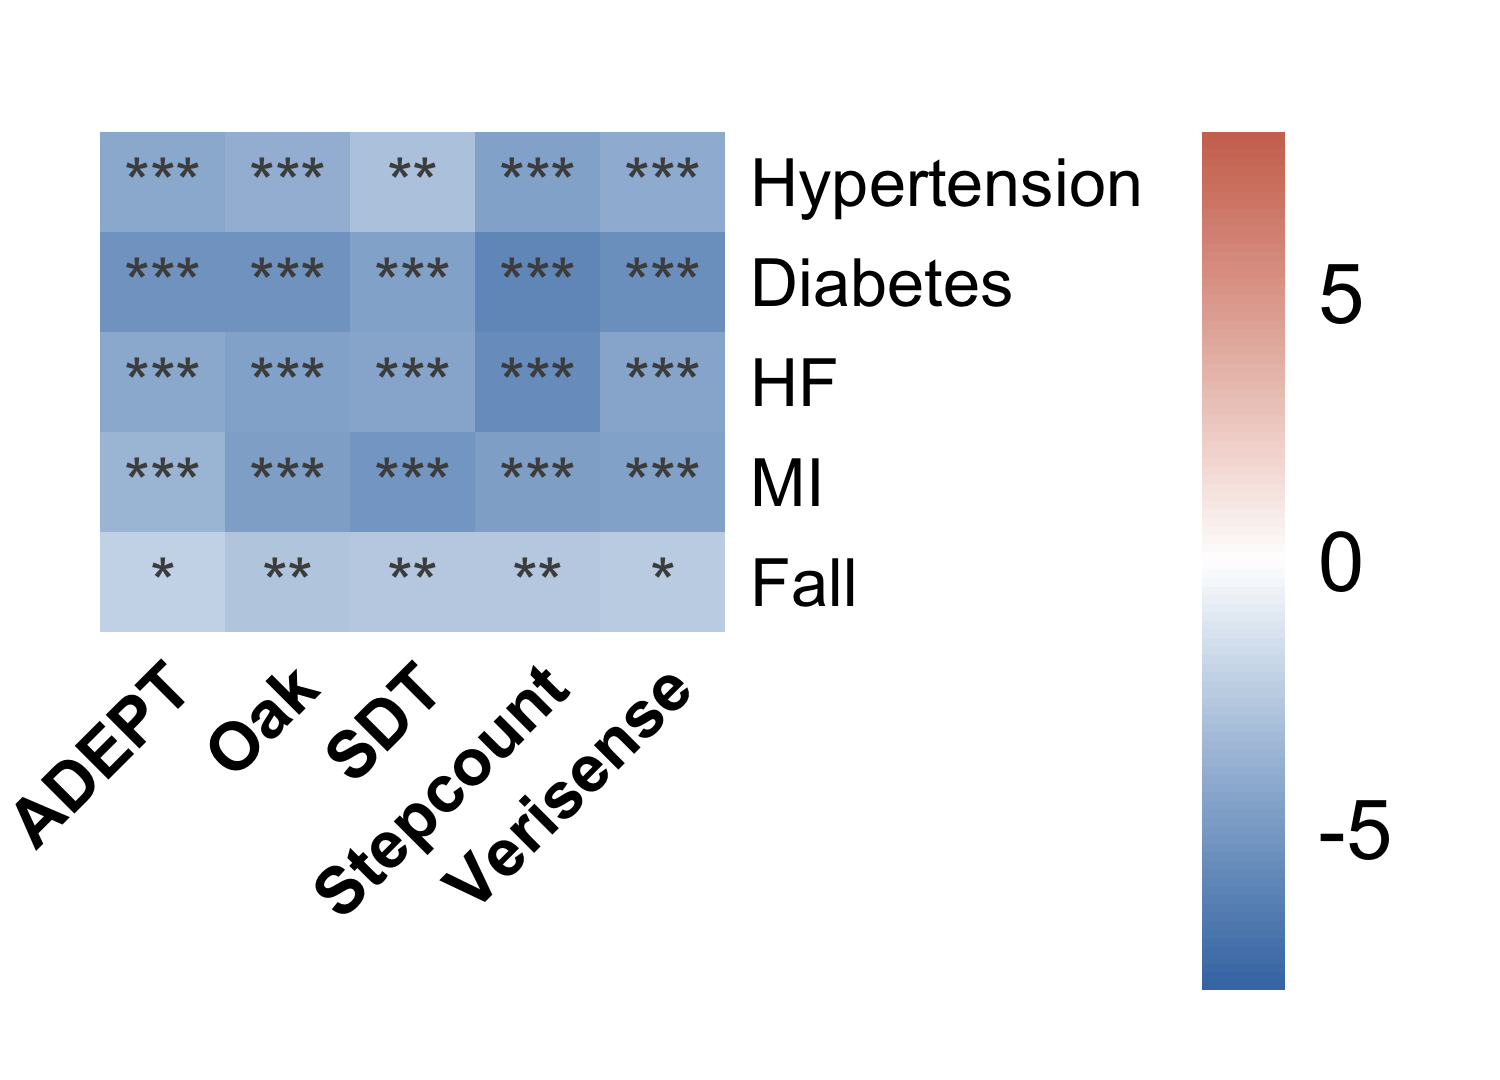 *** *** ** *** *** Hypertension
*** *** *** *** *** Diabetes
*** *** *** *** *** HF
*** *** *** *** *** MI
* ** ** ** * Fall
ADEPT
Oak
SDT
Stepcount
Verisense
5
0
-5